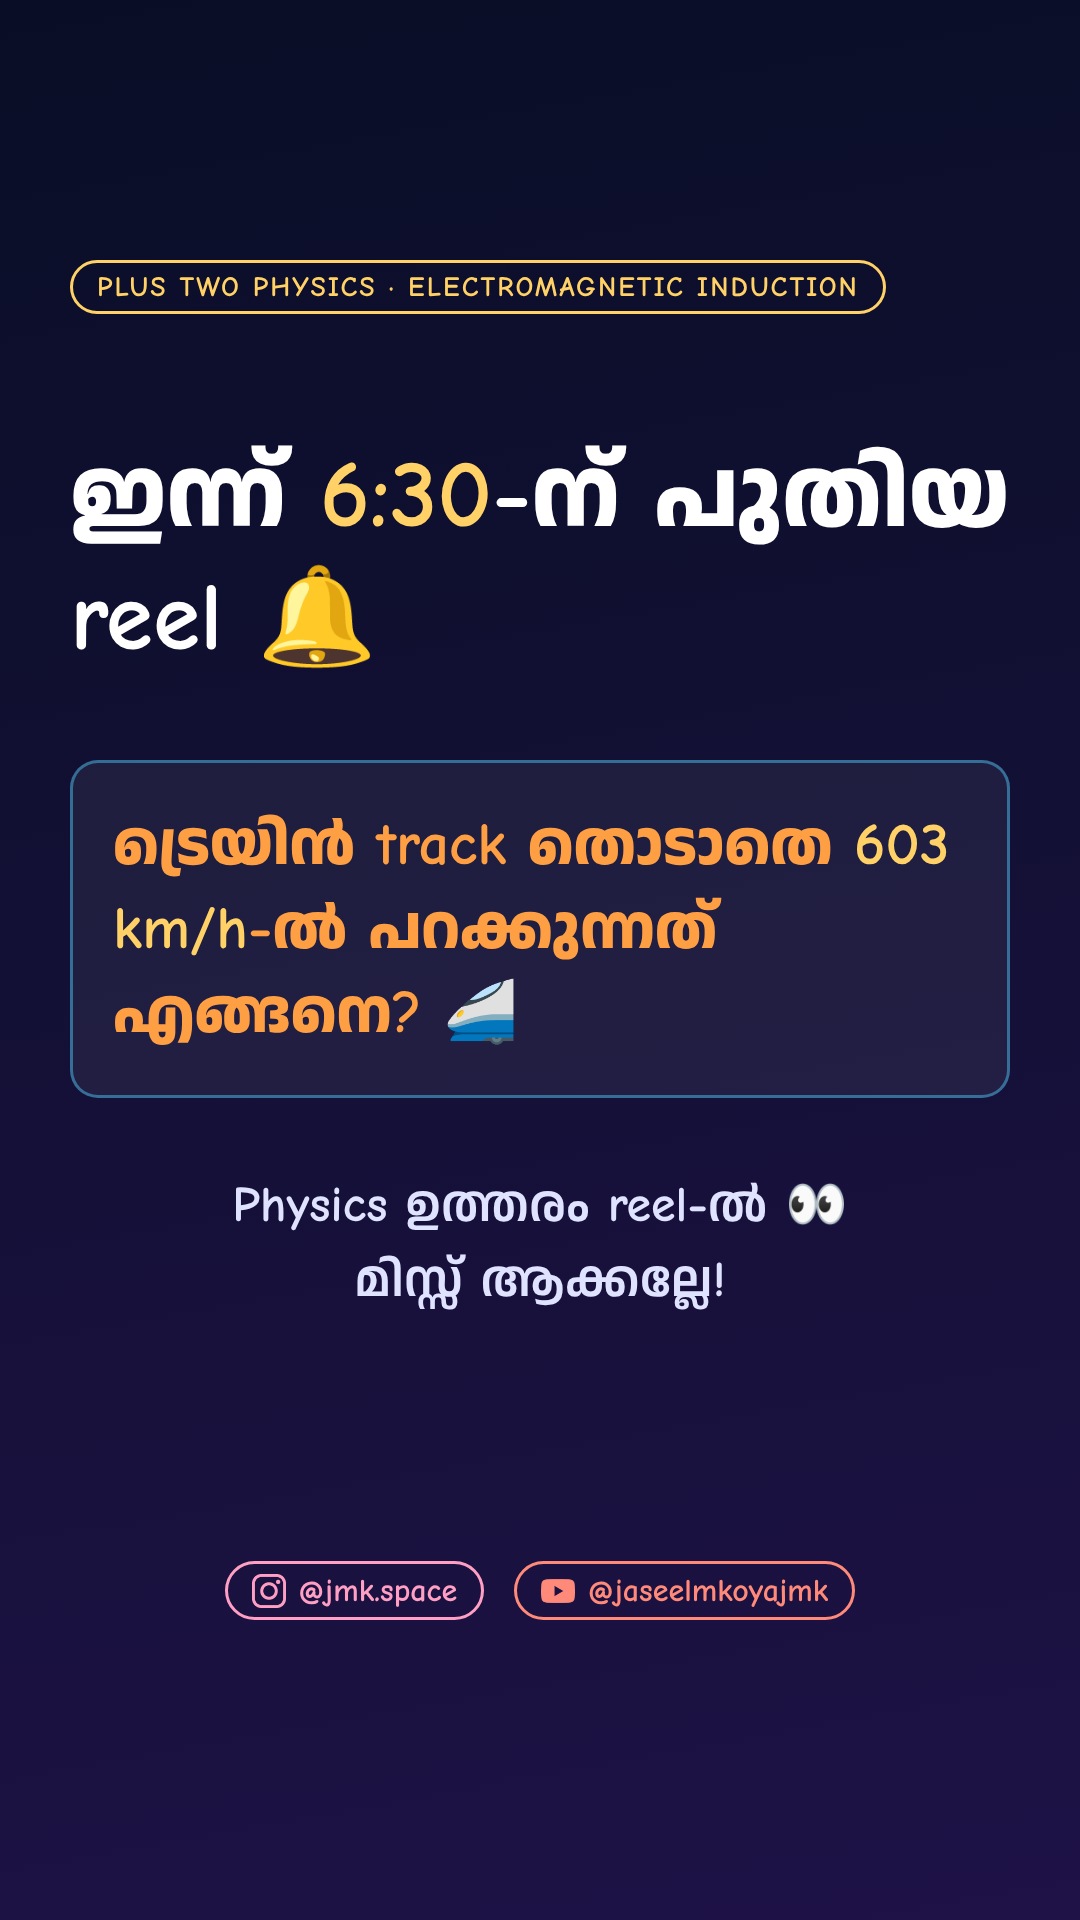 PLUS TWO PHYSICS · ELECTROMAGNETIC INDUCTION
ഇന്ന് 6:30-ന് പുതിയ
reel 🔔
ട്രെയിൻ track തൊടാതെ 603
km/h-ൽ പറക്കുന്നത്
എങ്ങനെ? 🚄
Physics ഉത്തരം reel-ൽ 👀
മിസ്സ് ആക്കല്ലേ!
@jmk.space @jaseelmkoyajmk